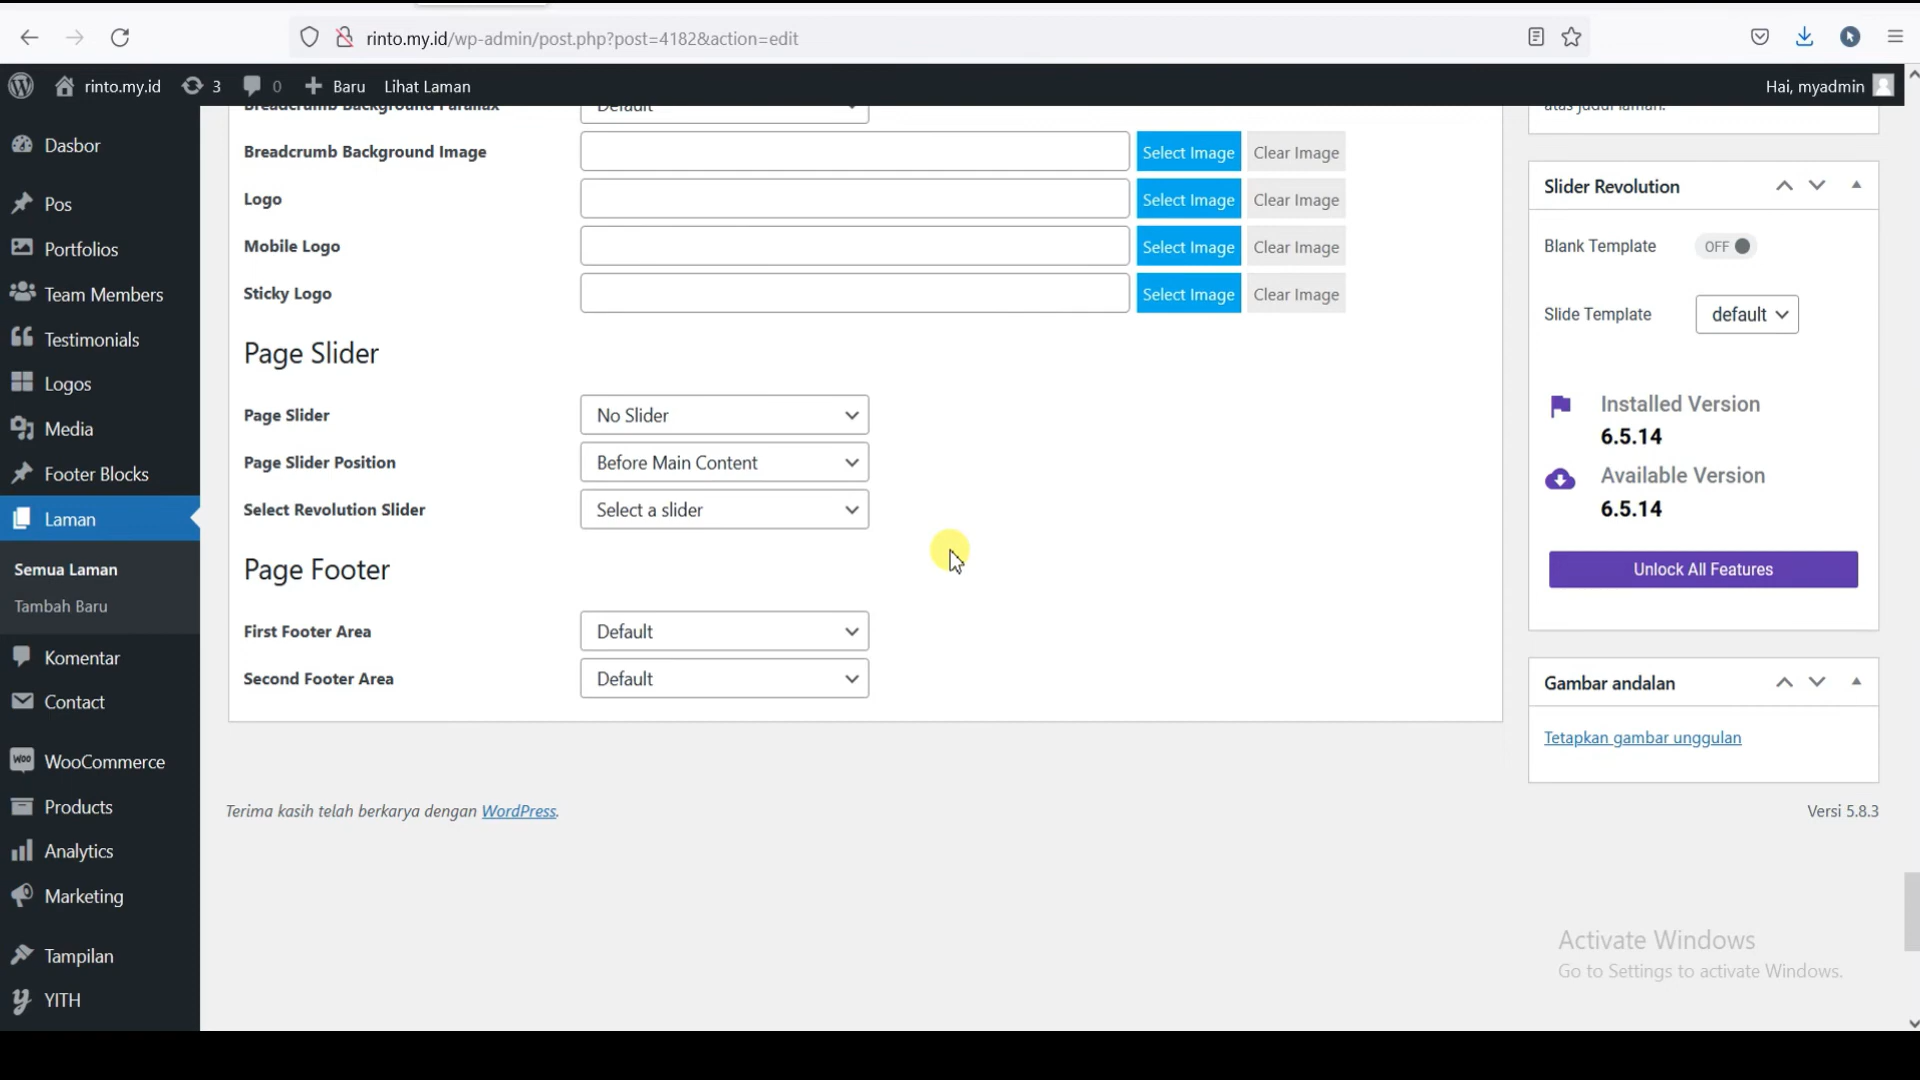 rinto.my.id/wp-admin/post.php?post=4182&action=edit
rinto.my.id 3 0 Baru Lihat Laman Hai, myadmin
Dasbor
Pos
Portfolios
Team Members
Testimonials
Logos
Media
Footer Blocks
Laman
Semua Laman
Tambah Baru
Komentar
Contact
WooCommerce
Products
Analytics
Marketing
Tampilan
YITH
Breadcrumb Background Parallax Default
Breadcrumb Background Image Select Image Clear Image
Logo Select Image Clear Image
Mobile Logo Select Image Clear Image
Sticky Logo Select Image Clear Image
Page Slider
Page Slider No Slider
Page Slider Position Before Main Content
Select Revolution Slider Select a slider
Page Footer
First Footer Area Default
Second Footer Area Default
Terima kasih telah berkarya dengan WordPress.
atas judul laman.
Slider Revolution
Blank Template OFF
Slide Template default
Installed Version
6.5.14
Available Version
6.5.14
Unlock All Features
Gambar andalan
Tetapkan gambar unggulan
Versi 5.8.3
Activate Windows
Go to Settings to activate Windows.